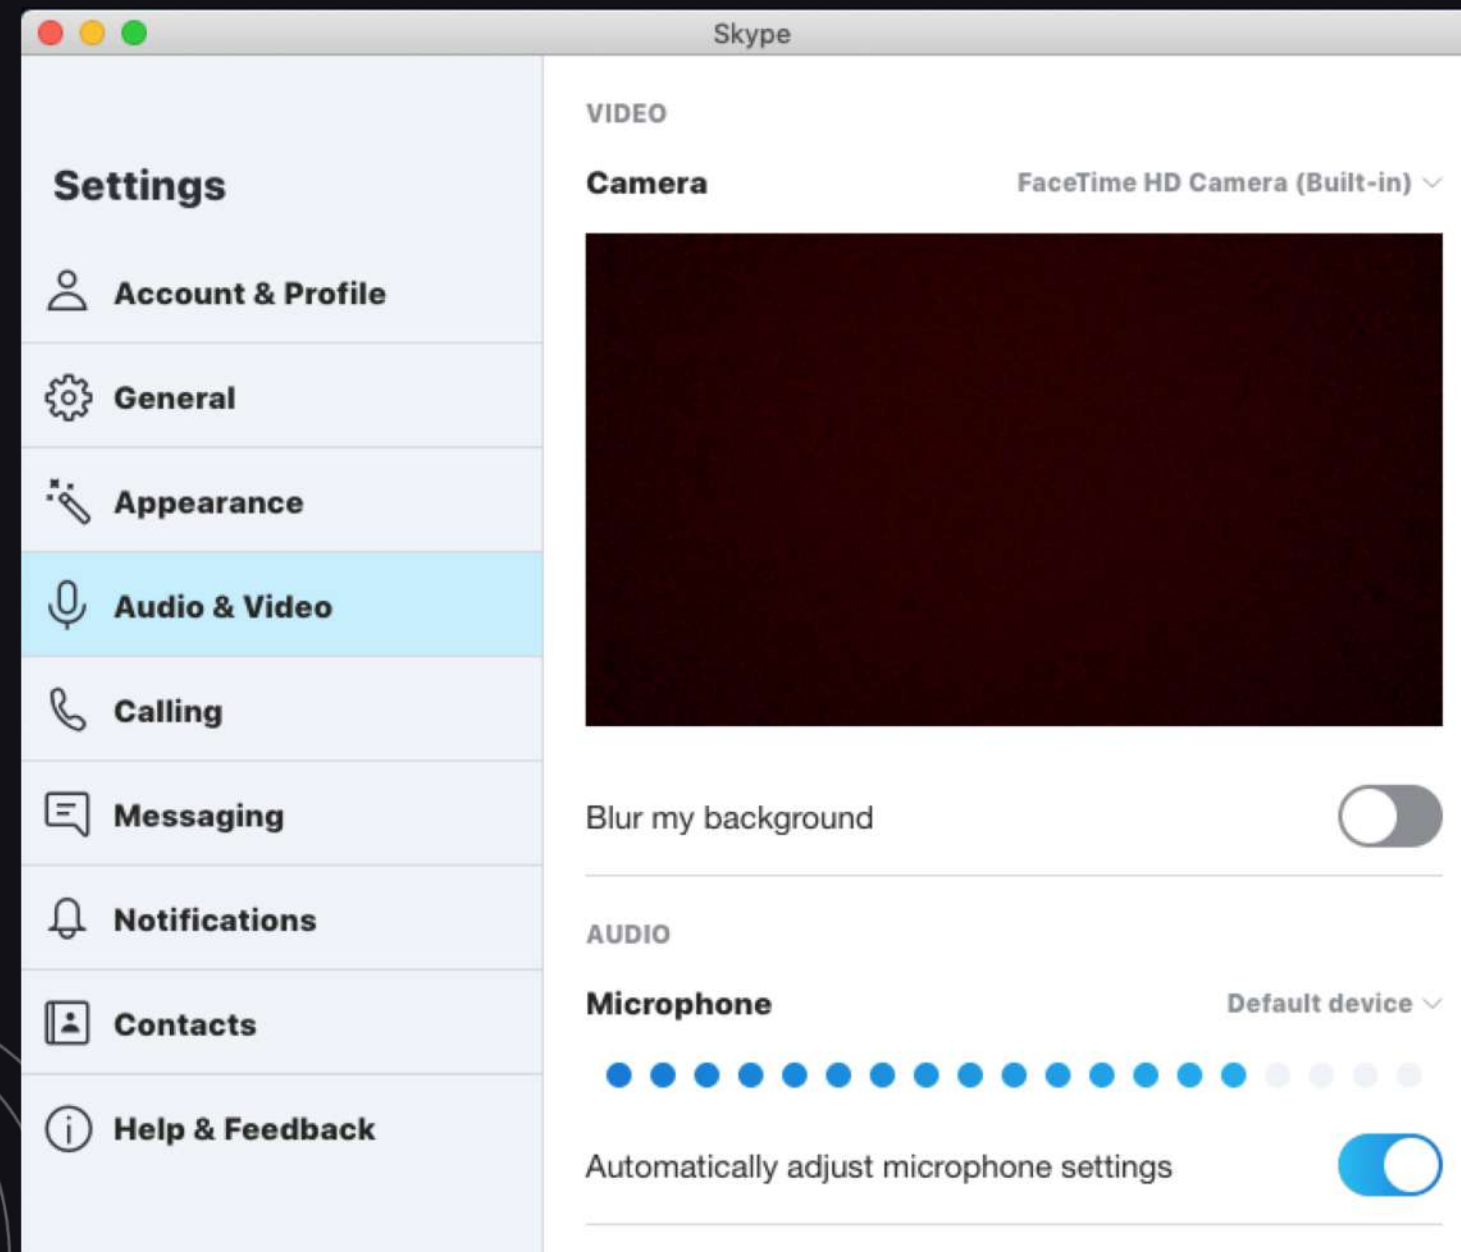 Skype
Settings
Account & Profile
General
Appearance
Audio & Video
Calling
Messaging
Notifications
Contacts
Help & Feedback
VIDEO
Camera FaceTime HD Camera (Built-in)
Blur my background
AUDIO
Microphone Default device
Automatically adjust microphone settings